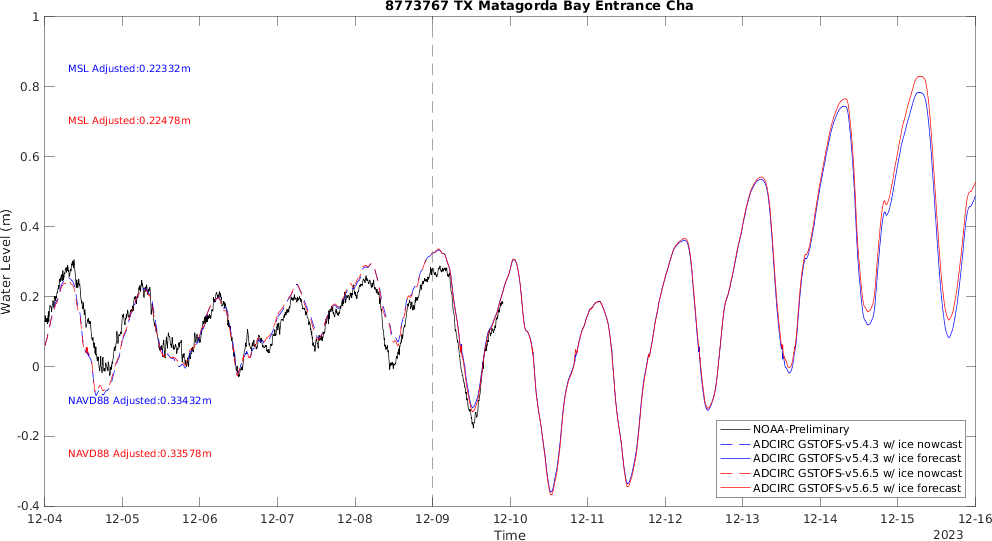 8773767 TX Matagorda Bay Entrance Cha
1
0.8
0.6
0.4
0.2
0
-0.2
-0.4
Water Level (m)
MSL Adjusted:0.22332m
MSL Adjusted:0.22478m
NAVD88 Adjusted:0.33432m
NAVD88 Adjusted:0.33578m
NOAA-Preliminary
ADCIRC GSTOFS-v5.4.3 w/ ice nowcast
ADCIRC GSTOFS-v5.4.3 w/ ice forecast
ADCIRC GSTOFS-v5.6.5 w/ ice nowcast
ADCIRC GSTOFS-v5.6.5 w/ ice forecast
12-04 12-05 12-06 12-07 12-08 12-09 12-10 12-11 12-12 12-13 12-14 12-15 12-16
Time
2023